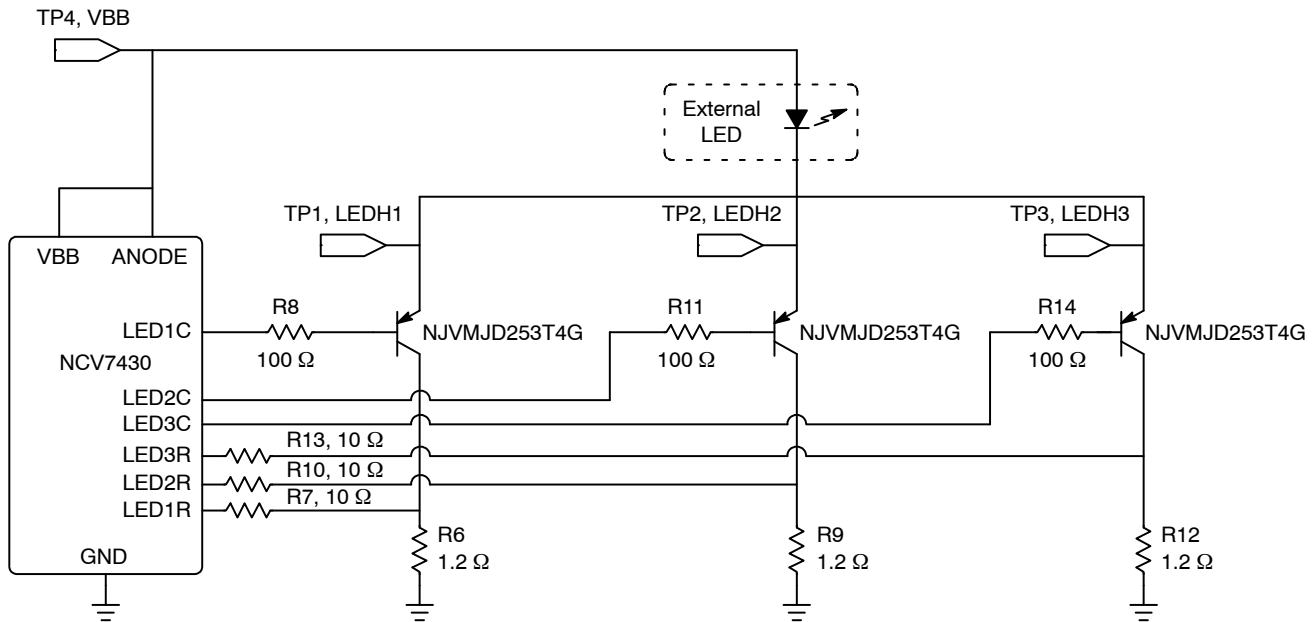 TP4, VBB
External
LED
TP1, LEDH1
TP2, LEDH2
TP3, LEDH3
VBB
ANODE
R8
R11
R14
LED1C
NJVMJD253T4G
NJVMJD253T4G
NJVMJD253T4G
100 Ω
100 Ω
100 Ω
NCV7430
LED2C
LED3C
LED3R
R13, 10 Ω
LED2R
R10, 10 Ω
LED1R
R7, 10 Ω
R6
1.2 Ω
R9
1.2 Ω
R12
1.2 Ω
GND